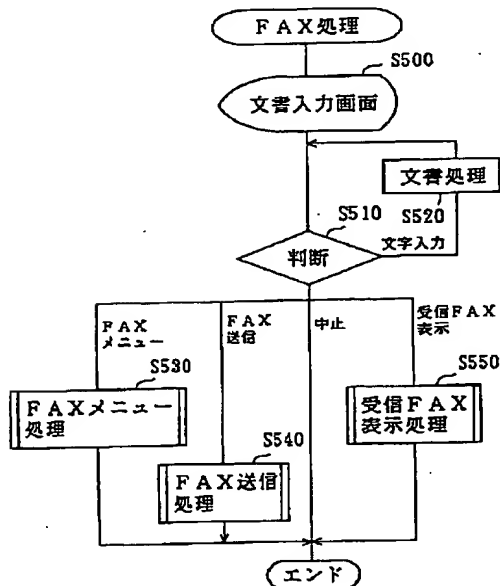 FAX処理
S500
文書入力画面
文書処理
S520
S510
文字入力
判断
FAX
メニュー
FAX
送信
中止
受信FAX
表示
S530
FAXメニュー
処理
S540
FAX送信
処理
S550
受信FAX
表示処理
エンド